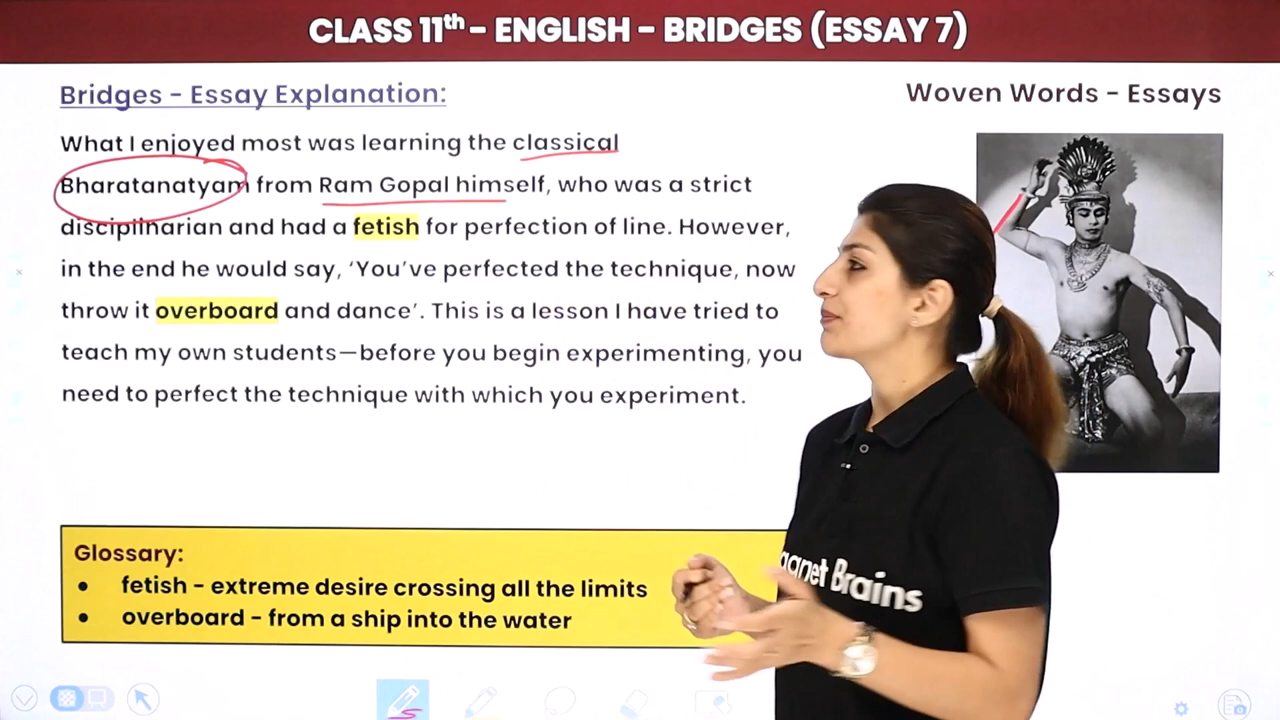 CLASS 11th - ENGLISH - BRIDGES (ESSAY 7)
Bridges - Essay Explanation:
Woven Words - Essays
What I enjoyed most was learning the classical
Bharatanatyam from Ram Gopal himself, who was a strict
disciplinarian and had a fetish for perfection of line. However,
in the end he would say, ‘You’ve perfected the technique, now
throw it overboard and dance’. This is a lesson I have tried to
teach my own students—before you begin experimenting, you
need to perfect the technique with which you experiment.
Glossary:
● fetish - extreme desire crossing all the limits
● overboard - from a ship into the water
agnet Brains